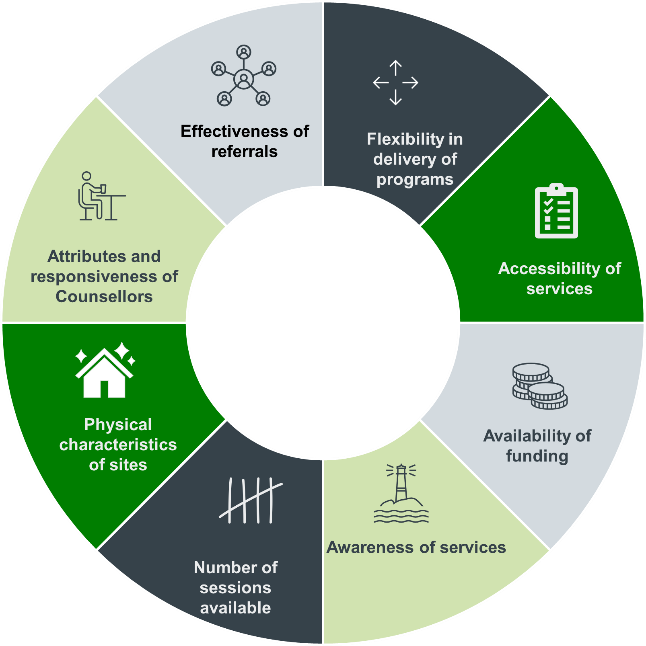 Flexibility in
delivery of
programs
Accessibility of
services
Availability of
funding
Awareness of services
Number of
sessions
available
Physical
characteristics
of sites
Attributes and
responsiveness of
Counsellors
Effectiveness of
referrals